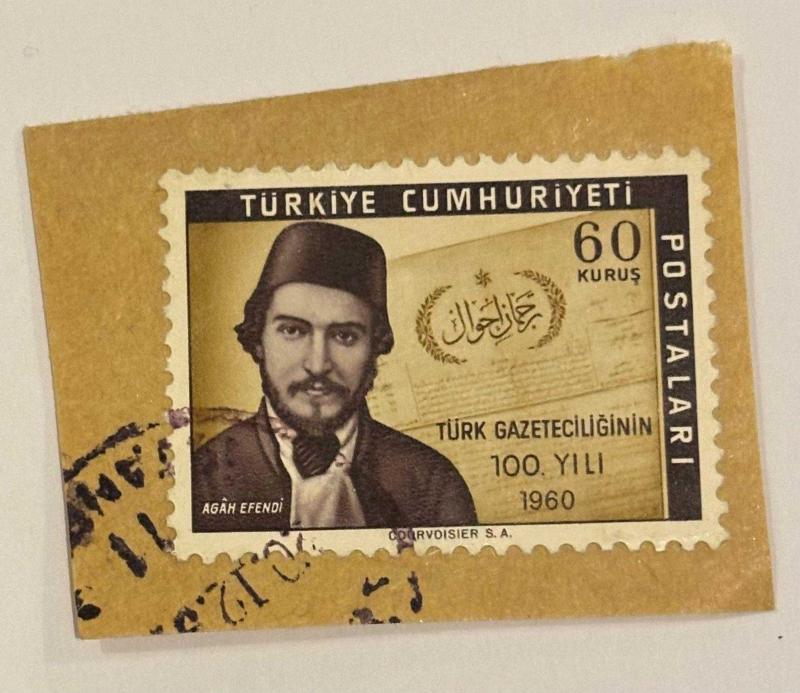 TÜRKİYE CUMHURİYETİ
60
KURUŞ
POSTALARI
ترجمان احوال
TÜRK GAZETECİLİĞİNİN
100. YILI
1960
AGÂH EFENDİ
COURVOISIER S. A.
11